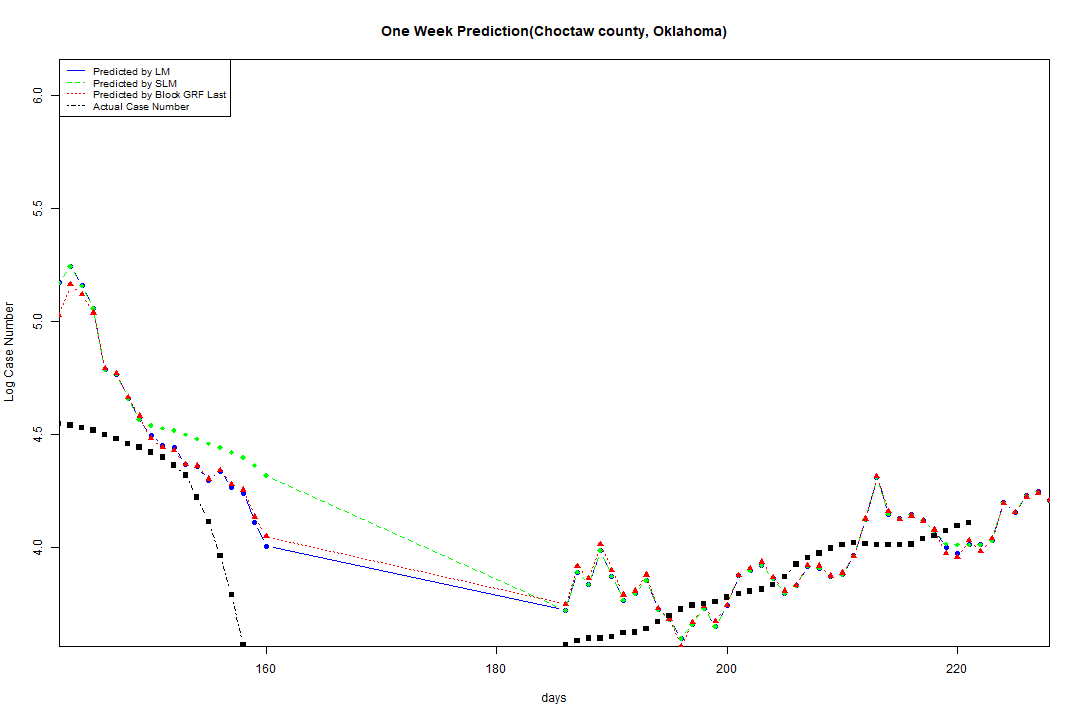 One Week Prediction(Choctaw county, Oklahoma)
Predicted by LM
Predicted by SLM
Predicted by Block GRF Last
Actual Case Number
6.0
5.5
5.0
4.5
4.0
Log Case Number
160
180
200
220
days